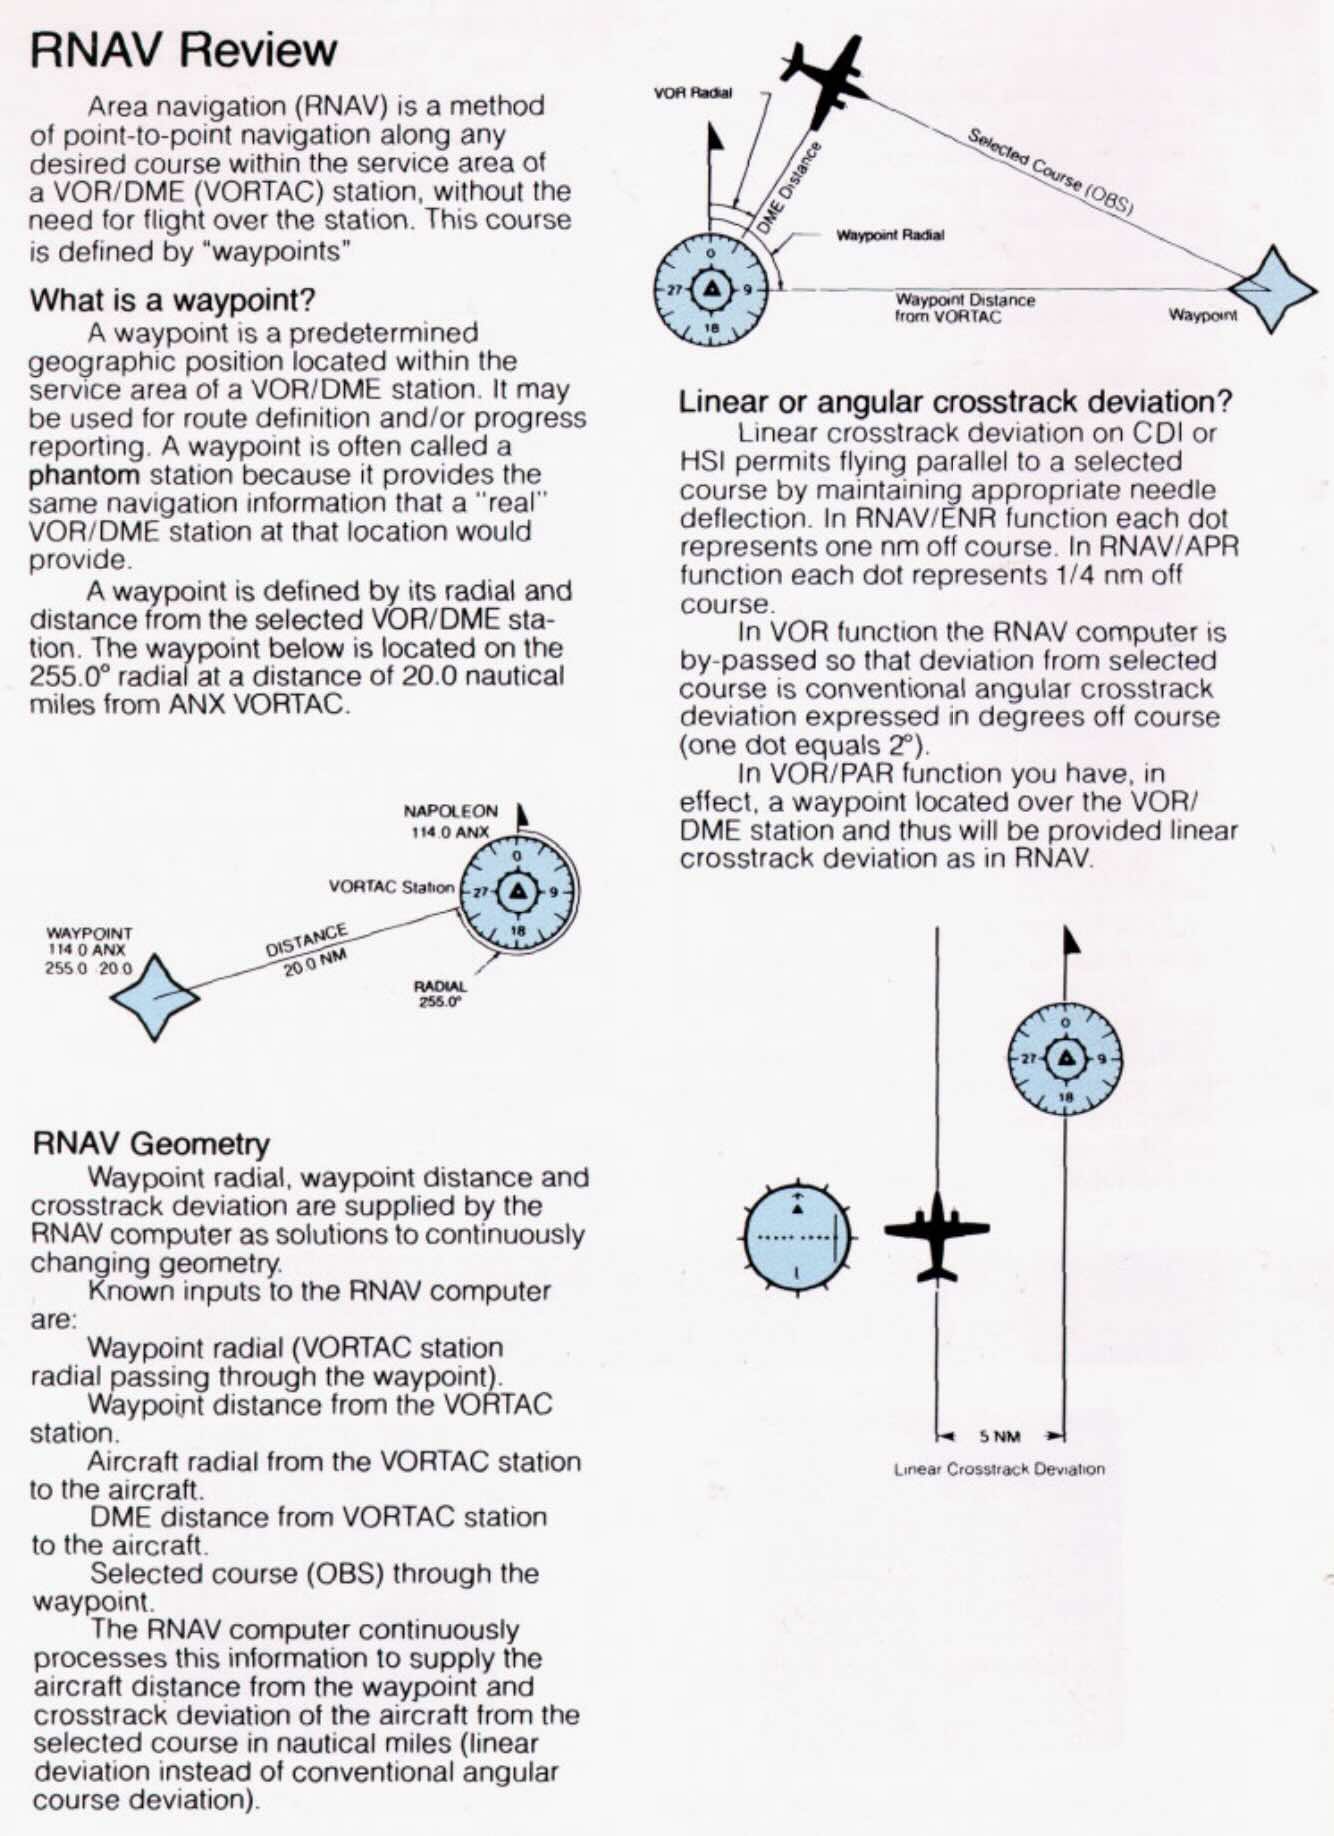 RNAV Review
Area navigation (RNAV) is a method
of point-to-point navigation along any
desired course within the service area of
a VOR/DME (VORTAC) station, without the
need for flight over the station. This course
is defined by "waypoints"
What is a waypoint?
A waypoint is a predetermined
geographic position located within the
service area of a VOR/DME station. It may
be used for route definition and/or progress
reporting. A waypoint is often called a
phantom station because it provides the
same navigation information that a "real"
VOR/DME station at that location would
provide.
A waypoint is defined by its radial and
distance from the selected VOR/DME sta-
tion. The waypoint below is located on the
255.0° radial at a distance of 20.0 nautical
miles from ANX VORTAC.
NAPOLEON
114.0 ANX
0
VORTAC Station
27
9
18
WAYPOINT
114 0 ANX
255 0 20.0
DISTANCE
20.0 NM
RADIAL
255.0°
RNAV Geometry
Waypoint radial, waypoint distance and
crosstrack deviation are supplied by the
RNAV computer as solutions to continuously
changing geometry.
Known inputs to the RNAV computer
are:
Waypoint radial (VORTAC station
radial passing through the waypoint).
Waypoint distance from the VORTAC
station.
Aircraft radial from the VORTAC station
to the aircraft.
DME distance from VORTAC station
to the aircraft.
Selected course (OBS) through the
waypoint.
The RNAV computer continuously
processes this information to supply the
aircraft distance from the waypoint and
crosstrack deviation of the aircraft from the
selected course in nautical miles (linear
deviation instead of conventional angular
course deviation).
VOR Radial
DME Distance
Selected Course (OBS)
Waypoint Radial
0
27
9
18
Waypoint Distance
from VORTAC
Waypoint
Linear or angular crosstrack deviation?
Linear crosstrack deviation on CDI or
HSI permits flying parallel to a selected
course by maintaining appropriate needle
deflection. In RNAV/ENR function each dot
represents one nm off course. In RNAV/APR
function each dot represents 1/4 nm off
course.
In VOR function the RNAV computer is
by-passed so that deviation from selected
course is conventional angular crosstrack
deviation expressed in degrees off course
(one dot equals 2°).
In VOR/PAR function you have, in
effect, a waypoint located over the VOR/
DME station and thus will be provided linear
crosstrack deviation as in RNAV.
0
27
9
18
5 NM
Linear Crosstrack Deviation